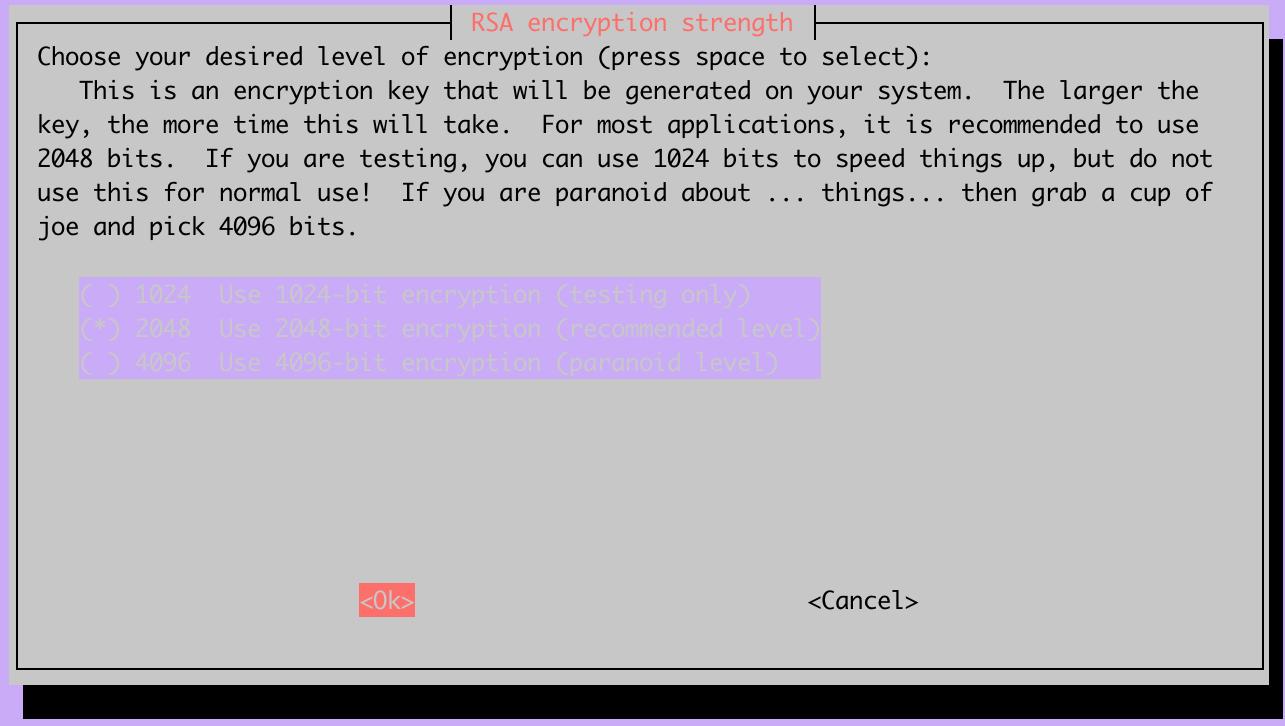 RSA encryption strength
Choose your desired level of encryption (press space to select):
This is an encryption key that will be generated on your system.  The larger the
key, the more time this will take.  For most applications, it is recommended to use
2048 bits.  If you are testing, you can use 1024 bits to speed things up, but do not
use this for normal use!  If you are paranoid about ... things... then grab a cup of
joe and pick 4096 bits.
( ) 1024  Use 1024-bit encryption (testing only)
(*) 2048  Use 2048-bit encryption (recommended level)
( ) 4096  Use 4096-bit encryption (paranoid level)
<Ok> <Cancel>